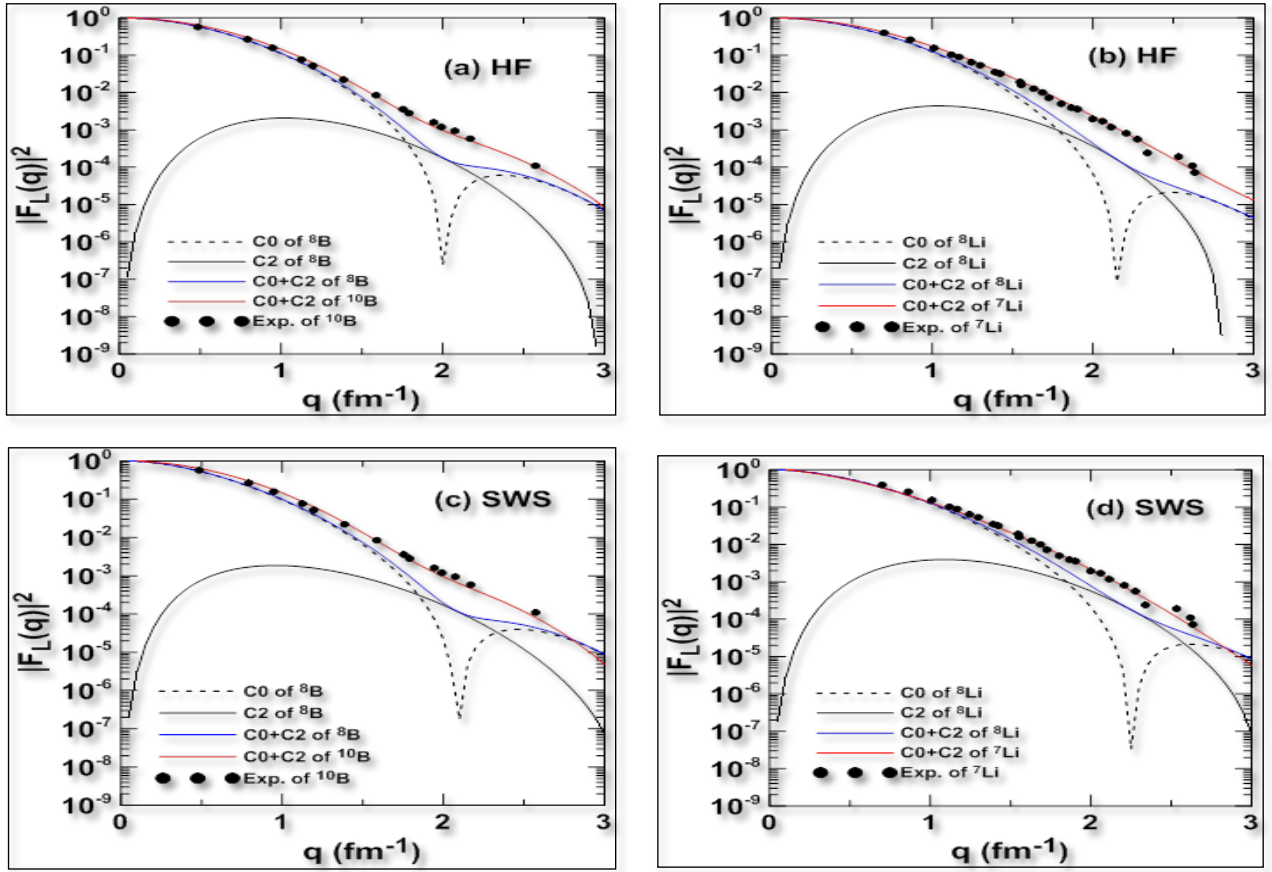 10⁰
10⁻¹
10⁻²
10⁻³
10⁻⁴
10⁻⁵
10⁻⁶
10⁻⁷
10⁻⁸
10⁻⁹
|F_L(q)|²
(a) HF
C0 of ⁸B
C2 of ⁸B
C0+C2 of ⁸B
C0+C2 of ¹⁰B
Exp. of ¹⁰B
0 1 2 3
q (fm⁻¹)
10⁰
10⁻¹
10⁻²
10⁻³
10⁻⁴
10⁻⁵
10⁻⁶
10⁻⁷
10⁻⁸
10⁻⁹
|F_L(q)|²
(b) HF
C0 of ⁸Li
C2 of ⁸Li
C0+C2 of ⁸Li
C0+C2 of ⁷Li
Exp. of ⁷Li
0 1 2 3
q (fm⁻¹)
10⁰
10⁻¹
10⁻²
10⁻³
10⁻⁴
10⁻⁵
10⁻⁶
10⁻⁷
10⁻⁸
10⁻⁹
|F_L(q)|²
(c) SWS
C0 of ⁸B
C2 of ⁸B
C0+C2 of ⁸B
C0+C2 of ¹⁰B
Exp. of ¹⁰B
0 1 2 3
q (fm⁻¹)
10⁰
10⁻¹
10⁻²
10⁻³
10⁻⁴
10⁻⁵
10⁻⁶
10⁻⁷
10⁻⁸
10⁻⁹
|F_L(q)|²
(d) SWS
C0 of ⁸Li
C2 of ⁸Li
C0+C2 of ⁸Li
C0+C2 of ⁷Li
Exp. of ⁷Li
0 1 2 3
q (fm⁻¹)